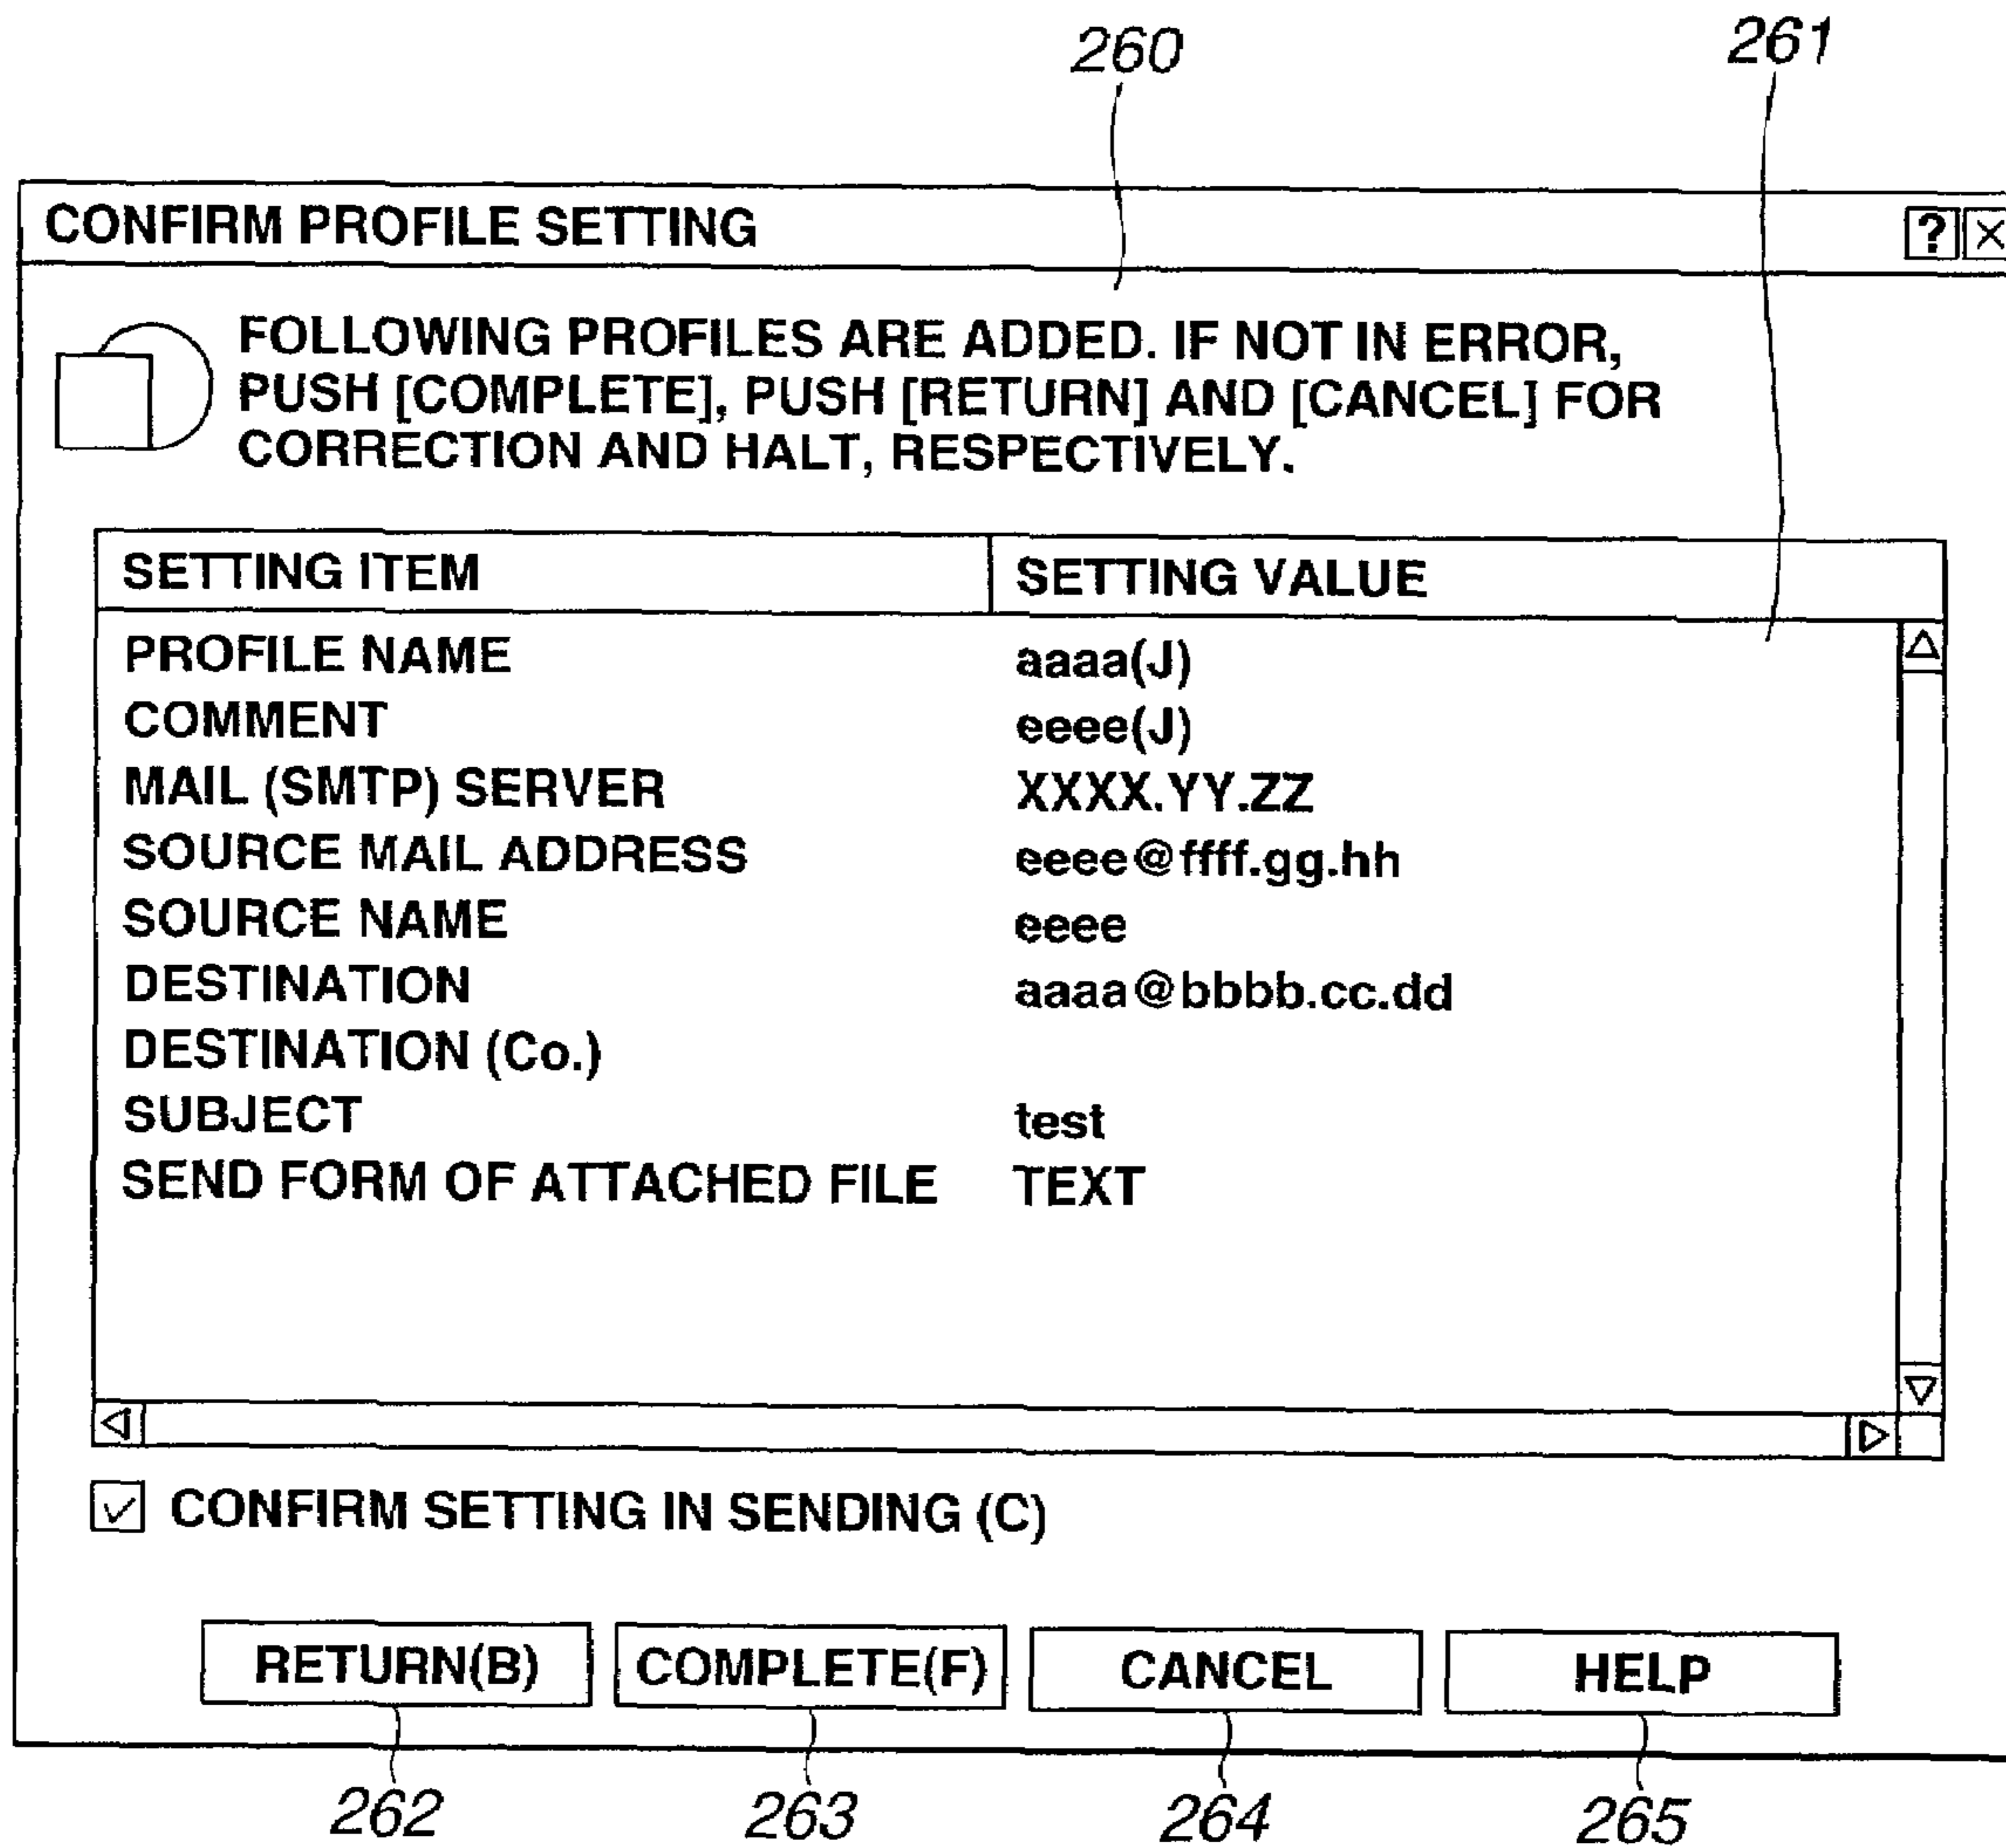 260 261
CONFIRM PROFILE SETTING ? ×
FOLLOWING PROFILES ARE ADDED. IF NOT IN ERROR,
PUSH [COMPLETE], PUSH [RETURN] AND [CANCEL] FOR
CORRECTION AND HALT, RESPECTIVELY.
SETTING ITEM SETTING VALUE
PROFILE NAME aaaa(J)
COMMENT eeee(J)
MAIL (SMTP) SERVER XXXX.YY.ZZ
SOURCE MAIL ADDRESS eeee@ffff.gg.hh
SOURCE NAME eeee
DESTINATION aaaa@bbbb.cc.dd
DESTINATION (Co.)
SUBJECT test
SEND FORM OF ATTACHED FILE TEXT
CONFIRM SETTING IN SENDING (C)
RETURN(B) COMPLETE(F) CANCEL HELP
262 263 264 265